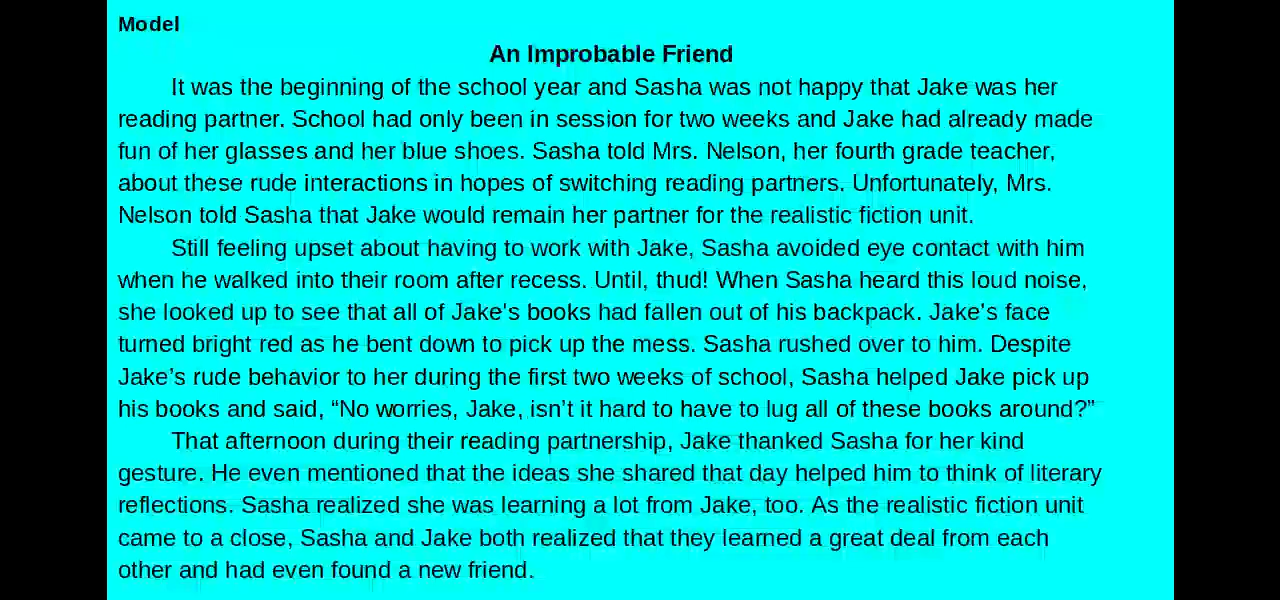 Model
An Improbable Friend
It was the beginning of the school year and Sasha was not happy that Jake was her
reading partner. School had only been in session for two weeks and Jake had already made
fun of her glasses and her blue shoes. Sasha told Mrs. Nelson, her fourth grade teacher,
about these rude interactions in hopes of switching reading partners. Unfortunately, Mrs.
Nelson told Sasha that Jake would remain her partner for the realistic fiction unit.
Still feeling upset about having to work with Jake, Sasha avoided eye contact with him
when he walked into their room after recess. Until, thud! When Sasha heard this loud noise,
she looked up to see that all of Jake's books had fallen out of his backpack. Jake’s face
turned bright red as he bent down to pick up the mess. Sasha rushed over to him. Despite
Jake’s rude behavior to her during the first two weeks of school, Sasha helped Jake pick up
his books and said, “No worries, Jake, isn’t it hard to have to lug all of these books around?”
That afternoon during their reading partnership, Jake thanked Sasha for her kind
gesture. He even mentioned that the ideas she shared that day helped him to think of literary
reflections. Sasha realized she was learning a lot from Jake, too. As the realistic fiction unit
came to a close, Sasha and Jake both realized that they learned a great deal from each
other and had even found a new friend.